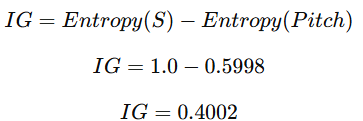 IG = Entropy(S) − Entropy(Pitch)
IG = 1.0 − 0.5998
IG = 0.4002